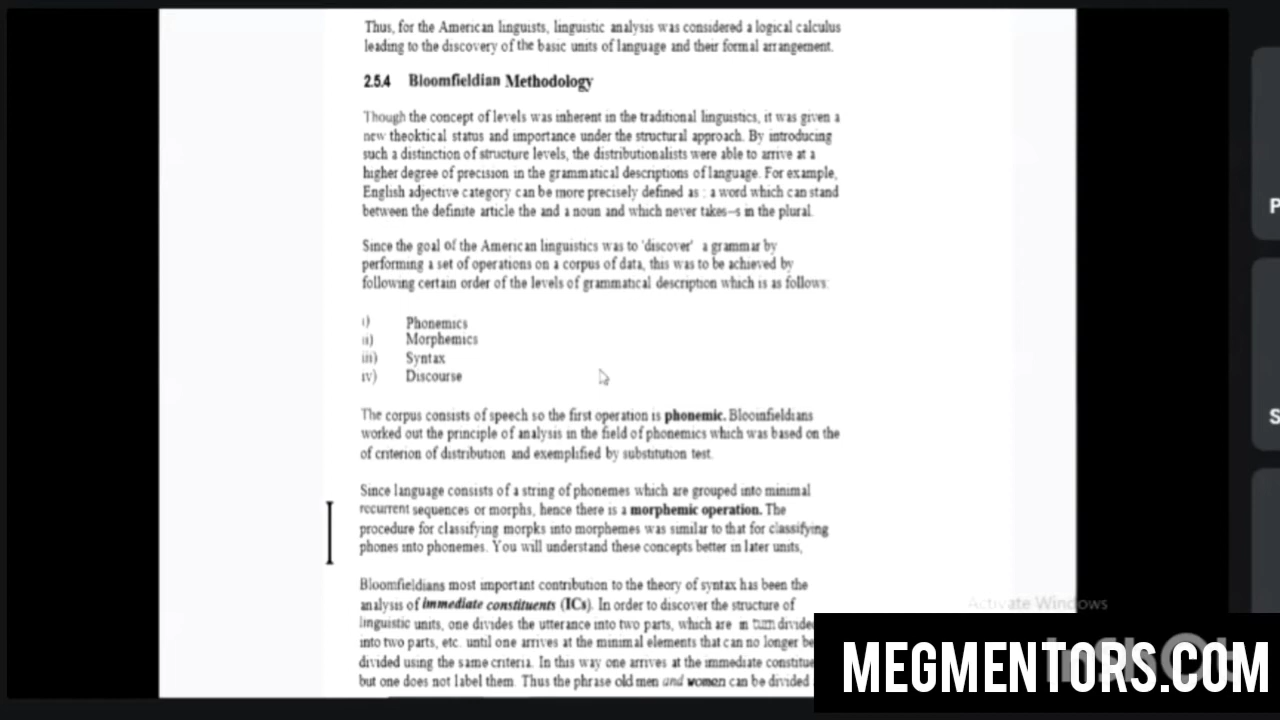 Thus, for the American linguists, linguistic analysis was considered a logical calculus
leading to the discovery of the basic units of language and their formal arrangement.
2.5.4 Bloomfieldian Methodology
Though the concept of levels was inherent in the traditional linguistics, it was given a
new theoktical status and importance under the structural approach. By introducing
such a distinction of structure levels, the distributionalists were able to arrive at a
higher degree of precision in the grammatical descriptions of language. For example,
English adjective category can be more precisely defined as : a word which can stand
between the definite article the and a noun and which never takes–s in the plural.
Since the goal of the American linguistics was to 'discover' a grammar by
performing a set of operations on a corpus of data, this was to be achieved by
following certain order of the levels of grammatical description which is as follows:
i) Phonemics
ii) Morphemics
iii) Syntax
iv) Discourse
The corpus consists of speech so the first operation is phonemic. Blooinfieldians
worked out the principle of analysis in the field of phonemics which was based on the
of criterion of distribution and exemplified by substitution test.
Since language consists of a string of phonemes which are grouped into minimal
recurrent sequences or morphs, hence there is a morphemic operation. The
procedure for classifying morpks into morphemes was similar to that for classifying
phones into phonemes. You will understand these concepts better in later units,
Bloomfieldians most important contribution to the theory of syntax has been the
analysis of immediate constituents (ICs). In order to discover the structure of
linguistic units, one divides the utterance into two parts, which are in turn divide
into two parts, etc. until one arrives at the minimal elements that can no longer be
divided using the same criteria. In this way one arrives at the immediate constitue
but one does not label them. Thus the phrase old men and women can be divided
P
S
Activate Windows
MEGMENTORS.COM